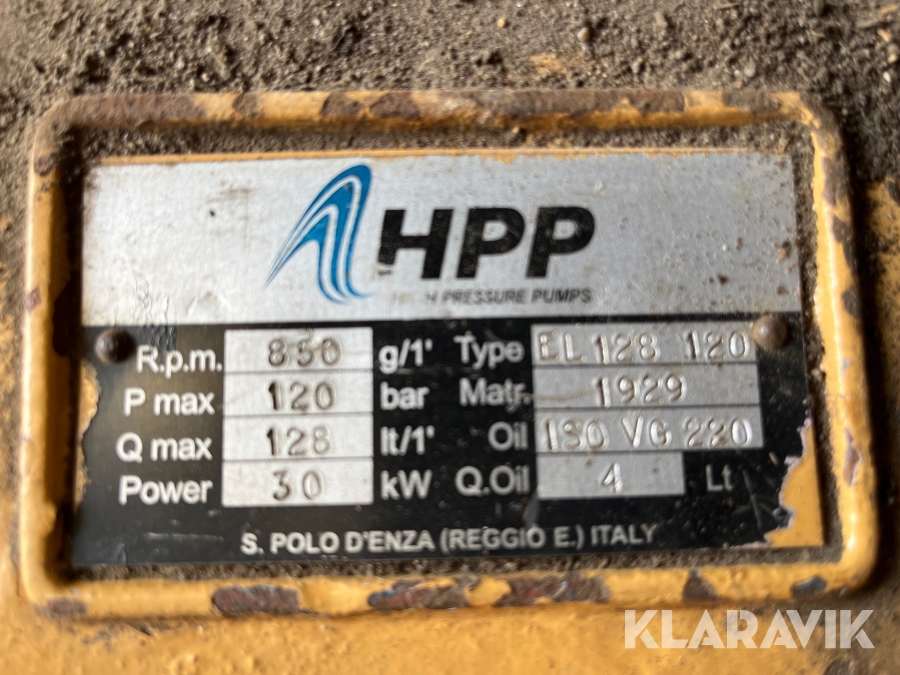 HPP
HIGH PRESSURE PUMPS
R.p.m. 850 g/1' Type EL 128 120
P max 120 bar Matr. 1929
Q max 128 lt/1' Oil ISO VG 220
Power 30 kW Q.Oil 4 Lt
S. POLO D'ENZA (REGGIO E.) ITALY
KLARAVIK